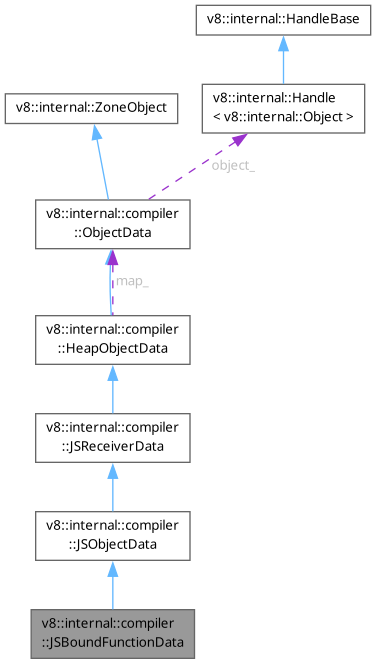 v8::internal::HandleBase
v8::internal::ZoneObject
v8::internal::Handle
< v8::internal::Object >
object_
v8::internal::compiler
::ObjectData
map_
v8::internal::compiler
::HeapObjectData
v8::internal::compiler
::JSReceiverData
v8::internal::compiler
::JSObjectData
v8::internal::compiler
::JSBoundFunctionData